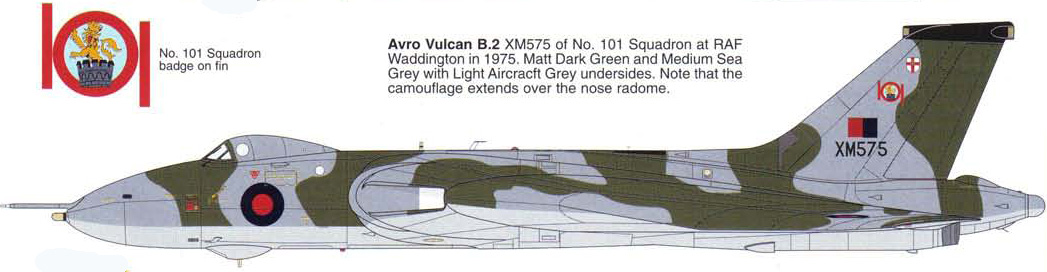 101
No. 101 Squadron
badge on fin
Avro Vulcan B.2 XM575 of No. 101 Squadron at RAF
Waddington in 1975. Matt Dark Green and Medium Sea
Grey with Light Aircracft Grey undersides. Note that the
camouflage extends over the nose radome.
101
XM575